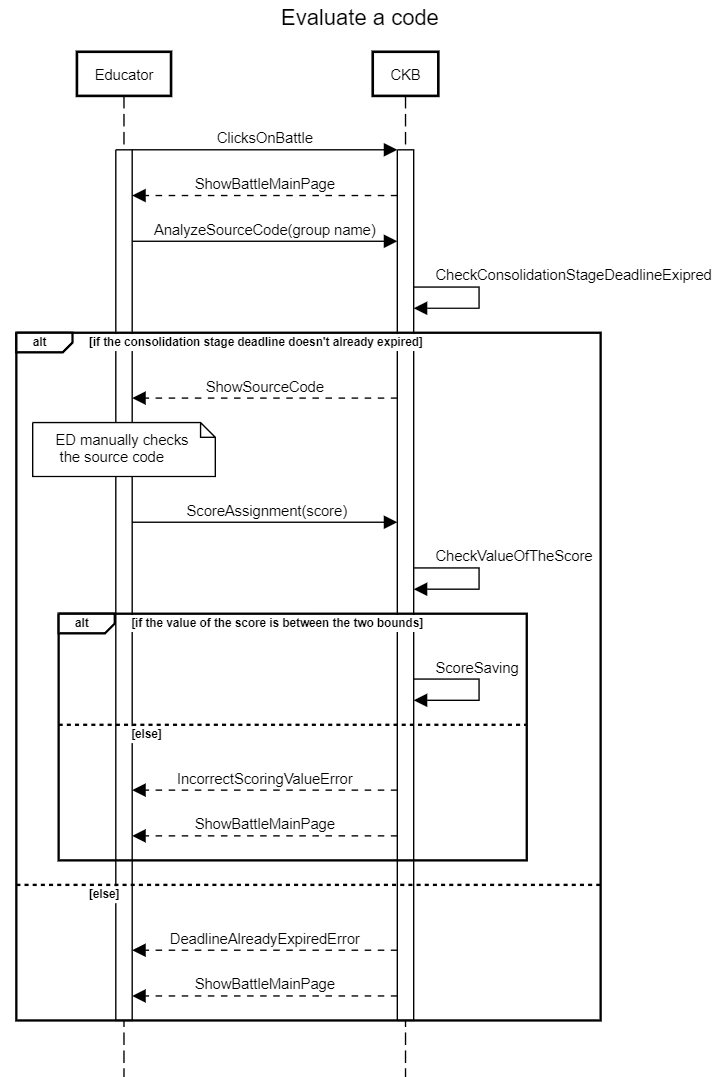 Evaluate a code
Educator
CKB
ClicksOnBattle
ShowBattleMainPage
AnalyzeSourceCode(group name)
CheckConsolidationStageDeadlineExipred
alt
[if the consolidation stage deadline doesn't already expired]
ShowSourceCode
ED manually checks
the source code
ScoreAssignment(score)
CheckValueOfTheScore
alt
[if the value of the score is between the two bounds]
ScoreSaving
[else]
IncorrectScoringValueError
ShowBattleMainPage
[else]
DeadlineAlreadyExpiredError
ShowBattleMainPage